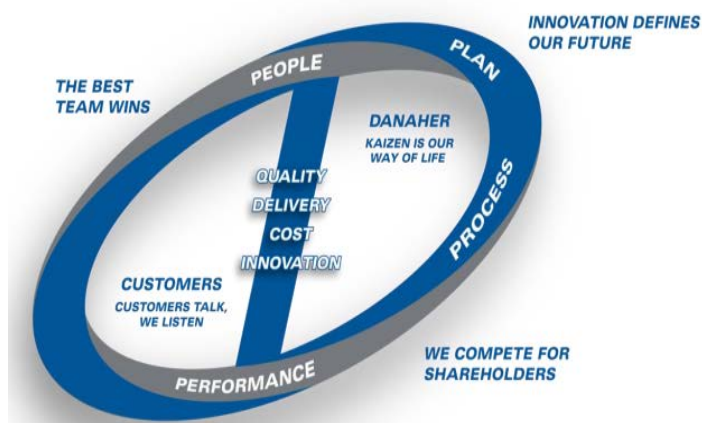 INNOVATION DEFINES
OUR FUTURE
PLAN
PEOPLE
THE BEST
TEAM WINS
DANAHER
KAIZEN IS OUR
WAY OF LIFE
QUALITY
DELIVERY
COST
INNOVATION
PROCESS
CUSTOMERS
CUSTOMERS TALK,
WE LISTEN
WE COMPETE FOR
SHAREHOLDERS
PERFORMANCE